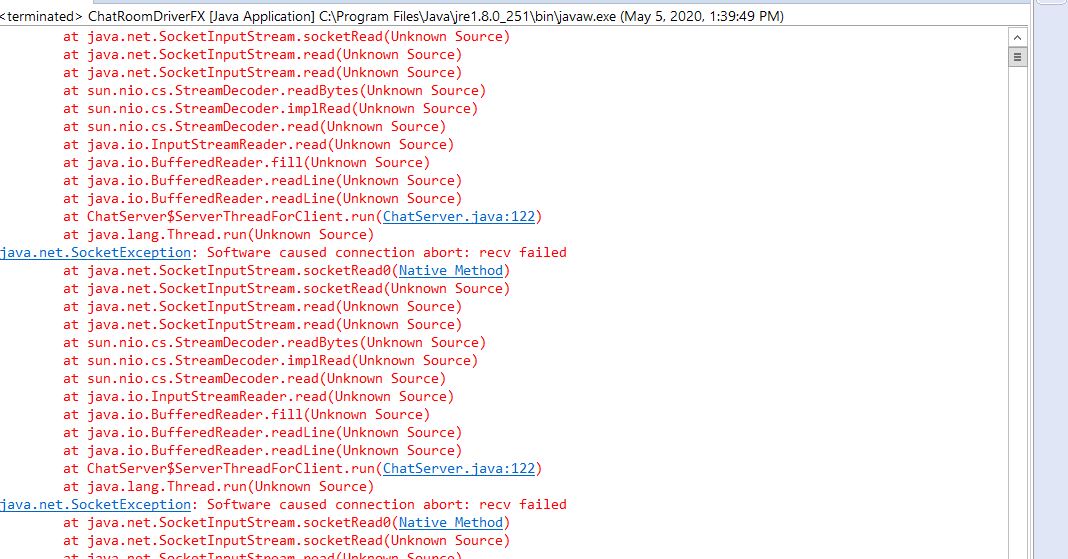 <terminated> ChatRoomDriverFX [Java Application] C:\Program Files\Java\jre1.8.0_251\bin\javaw.exe (May 5, 2020, 1:39:49 PM)
at java.net.SocketInputStream.socketRead(Unknown Source)
at java.net.SocketInputStream.read(Unknown Source)
at java.net.SocketInputStream.read(Unknown Source)
at sun.nio.cs.StreamDecoder.readBytes(Unknown Source)
at sun.nio.cs.StreamDecoder.implRead(Unknown Source)
at sun.nio.cs.StreamDecoder.read(Unknown Source)
at java.io.InputStreamReader.read(Unknown Source)
at java.io.BufferedReader.fill(Unknown Source)
at java.io.BufferedReader.readLine(Unknown Source)
at java.io.BufferedReader.readLine(Unknown Source)
at ChatServer$ServerThreadForClient.run(ChatServer.java:122)
at java.lang.Thread.run(Unknown Source)
java.net.SocketException: Software caused connection abort: recv failed
at java.net.SocketInputStream.socketRead0(Native Method)
at java.net.SocketInputStream.socketRead(Unknown Source)
at java.net.SocketInputStream.read(Unknown Source)
at java.net.SocketInputStream.read(Unknown Source)
at sun.nio.cs.StreamDecoder.readBytes(Unknown Source)
at sun.nio.cs.StreamDecoder.implRead(Unknown Source)
at sun.nio.cs.StreamDecoder.read(Unknown Source)
at java.io.InputStreamReader.read(Unknown Source)
at java.io.BufferedReader.fill(Unknown Source)
at java.io.BufferedReader.readLine(Unknown Source)
at java.io.BufferedReader.readLine(Unknown Source)
at ChatServer$ServerThreadForClient.run(ChatServer.java:122)
at java.lang.Thread.run(Unknown Source)
java.net.SocketException: Software caused connection abort: recv failed
at java.net.SocketInputStream.socketRead0(Native Method)
at java.net.SocketInputStream.socketRead(Unknown Source)
at java.net.SocketInputStream.read(Unknown Source)